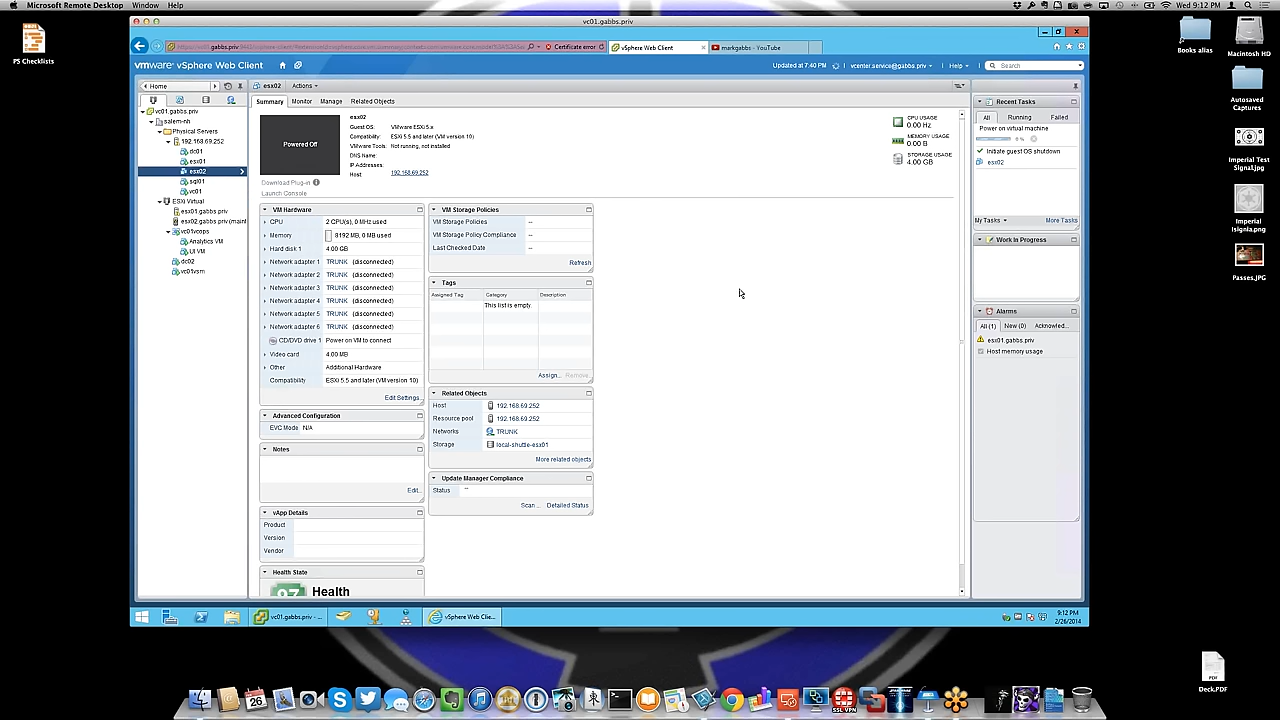 Microsoft Remote Desktop Window Help
Wed 9:12 PM
PS Checklists
vc01.gabbs.priv
Certificate error
vSphere Web Client
markgabbs - YouTube
vmware vSphere Web Client
Updated at 7:40 PM
vcenter.service@gabbs.priv
Help
Search
Home
vc01.gabbs.priv
salem-nh
Physical Servers
192.168.69.252
dc01
esx01
esx02
sql01
vc01
ESXi Virtual
esx01.gabbs.priv
esx02.gabbs.priv (maint
vc01vcops
Analytics VM
UI VM
dc02
vc01vsm
esx02 Actions
Summary Monitor Manage Related Objects
Powered Off
Download Plug-in
Launch Console
esx02
Guest OS: VMware ESXi 5.x
Compatibility: ESXi 5.5 and later (VM version 10)
VMware Tools: Not running, not installed
DNS Name:
IP Addresses:
Host: 192.168.69.252
CPU USAGE
0.00 Hz
MEMORY USAGE
0.00 B
STORAGE USAGE
4.00 GB
VM Hardware
CPU 2 CPU(s), 0 MHz used
Memory 8192 MB, 0 MB used
Hard disk 1 4.00 GB
Network adapter 1 TRUNK (disconnected)
Network adapter 2 TRUNK (disconnected)
Network adapter 3 TRUNK (disconnected)
Network adapter 4 TRUNK (disconnected)
Network adapter 5 TRUNK (disconnected)
Network adapter 6 TRUNK (disconnected)
CD/DVD drive 1 Power on VM to connect
Video card 4.00 MB
Other Additional Hardware
Compatibility ESXi 5.5 and later (VM version 10)
Edit Settings...
Advanced Configuration
EVC Mode N/A
Notes
Edit...
vApp Details
Product
Version
Vendor
Health State
97 Health
VM Storage Policies
VM Storage Policies --
VM Storage Policy Compliance --
Last Checked Date --
Refresh
Tags
Assigned Tag Category Description
This list is empty.
Assign... Remove...
Related Objects
Host 192.168.69.252
Resource pool 192.168.69.252
Networks TRUNK
Storage local-shuttle-esx01
More related objects
Update Manager Compliance
Status --
Scan... Detailed Status
Recent Tasks
All Running Failed
Power on virtual machine
Initiate guest OS shutdown
esx02
My Tasks More Tasks
Work In Progress
Alarms
All (1) New (0) Acknowled...
esx01.gabbs.priv
Host memory usage
vc01.gabbs.priv - ...
vSphere Web Clie...
9:12 PM
2/26/2014
Books alias
Macintosh HD
Autosaved
Captures
Imperial Test
Signal.jpg
Imperial
Isignia.png
Passes.JPG
PDF
Deck.PDF
26
SSL VPN